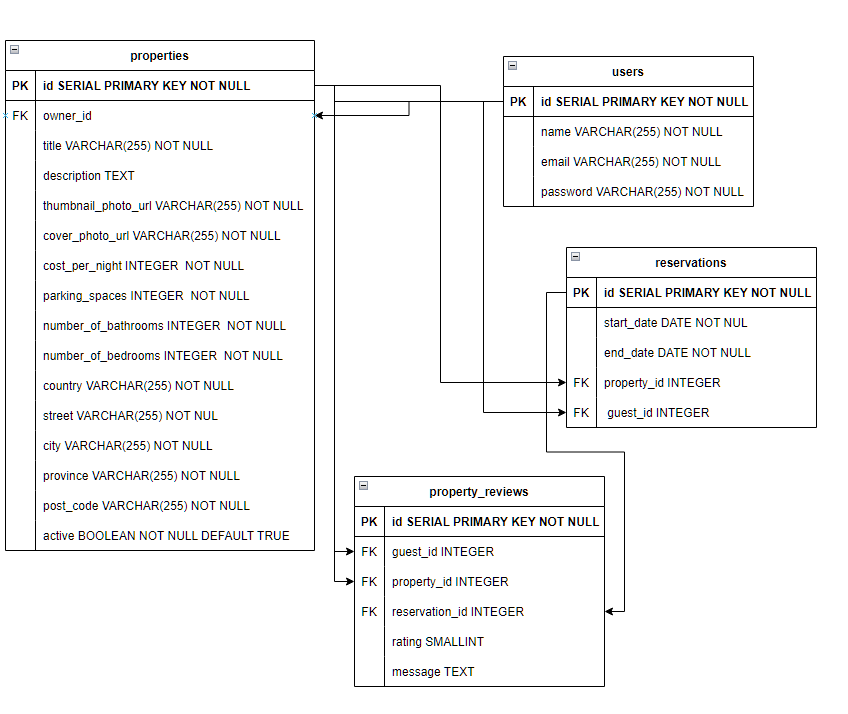 properties
PK id SERIAL PRIMARY KEY NOT NULL
FK owner_id
title VARCHAR(255) NOT NULL
description TEXT
thumbnail_photo_url VARCHAR(255) NOT NULL
cover_photo_url VARCHAR(255) NOT NULL
cost_per_night INTEGER  NOT NULL
parking_spaces INTEGER  NOT NULL
number_of_bathrooms INTEGER  NOT NULL
number_of_bedrooms INTEGER  NOT NULL
country VARCHAR(255) NOT NULL
street VARCHAR(255) NOT NUL
city VARCHAR(255) NOT NULL
province VARCHAR(255) NOT NULL
post_code VARCHAR(255) NOT NULL
active BOOLEAN NOT NULL DEFAULT TRUE
users
PK id SERIAL PRIMARY KEY NOT NULL
name VARCHAR(255) NOT NULL
email VARCHAR(255) NOT NULL
password VARCHAR(255) NOT NULL
reservations
PK id SERIAL PRIMARY KEY NOT NULL
start_date DATE NOT NUL
end_date DATE NOT NULL
FK property_id INTEGER
FK guest_id INTEGER
property_reviews
PK id SERIAL PRIMARY KEY NOT NULL
FK guest_id INTEGER
FK property_id INTEGER
FK reservation_id INTEGER
rating SMALLINT
message TEXT